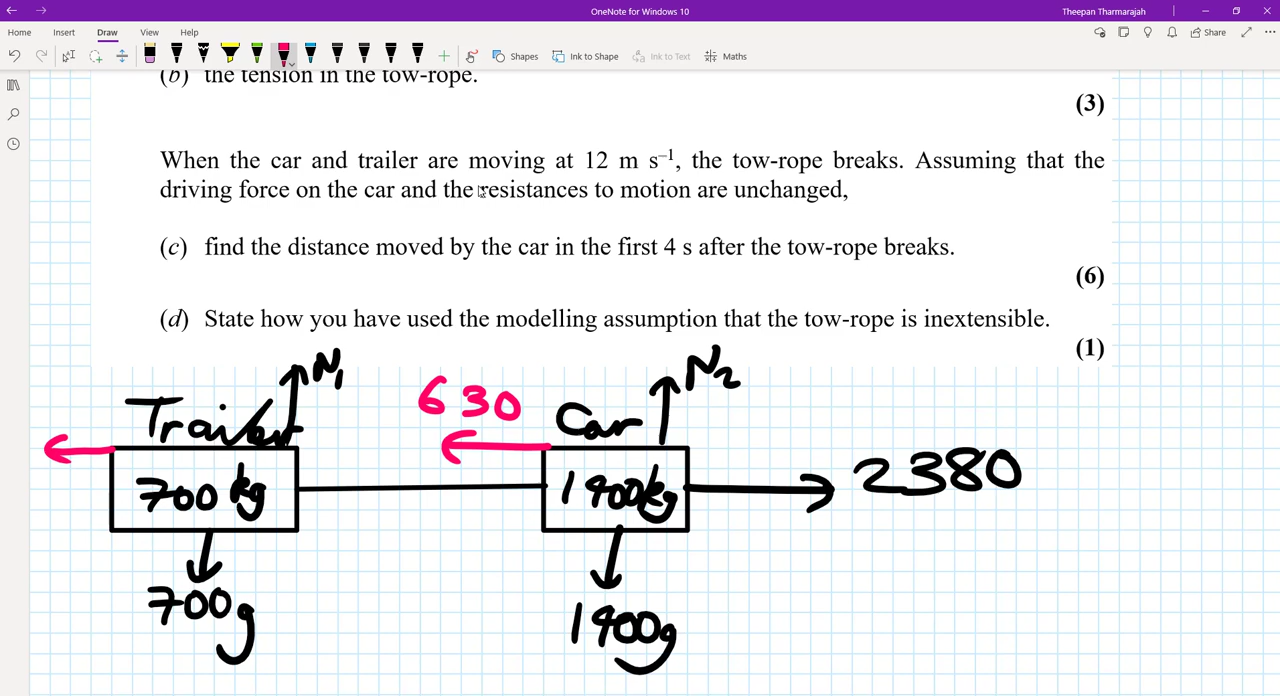 OneNote for Windows 10
Theepan Tharmarajah
Home Insert Draw View Help
Share
Shapes Ink to Shape Ink to Text Maths
(b) the tension in the tow-rope.
(3)
When the car and trailer are moving at 12 m s⁻¹, the tow-rope breaks. Assuming that the
driving force on the car and the resistances to motion are unchanged,
(c) find the distance moved by the car in the first 4 s after the tow-rope breaks.
(6)
(d) State how you have used the modelling assumption that the tow-rope is inextensible.
(1)
N₁
N₂
630
Trailer
Car
2380
700 kg
1400kg
700g
1400g